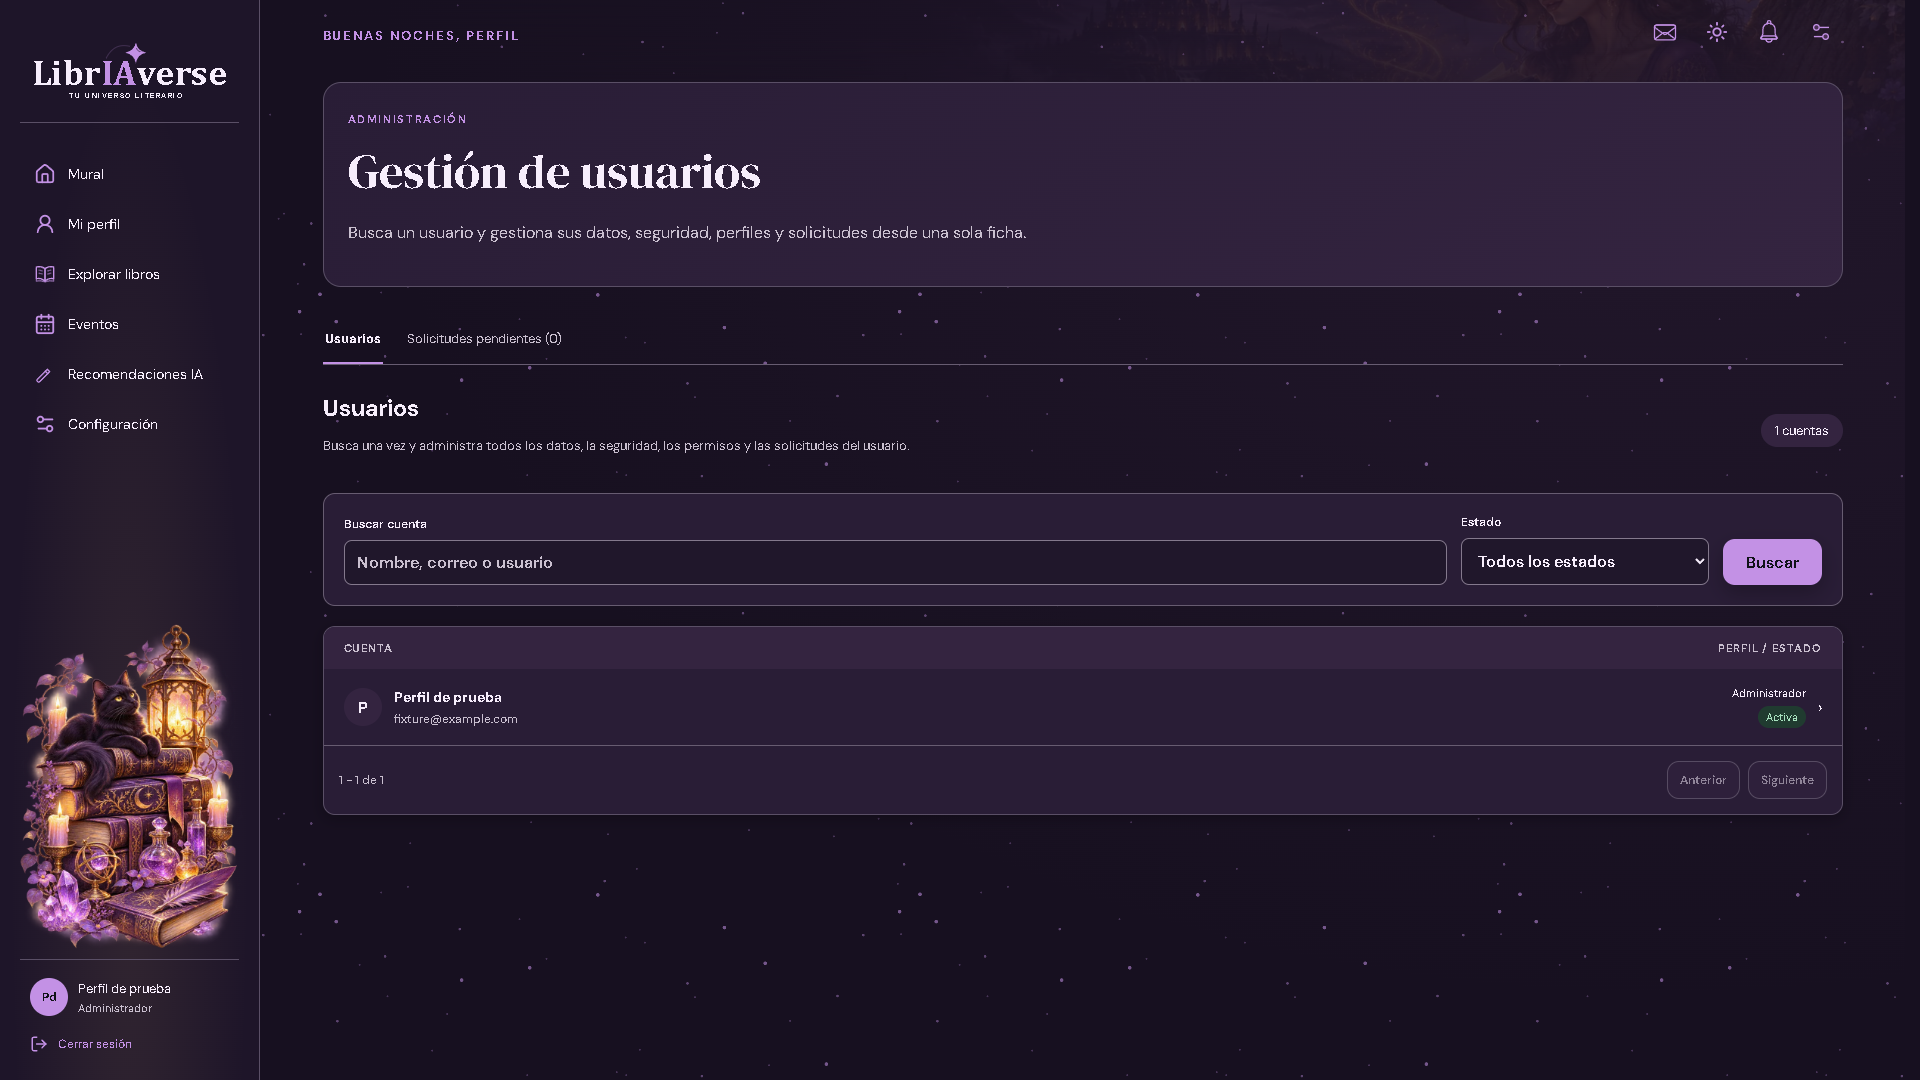 LibrIAverse
TU UNIVERSO LITERARIO
Mural
Mi perfil
Explorar libros
Eventos
Recomendaciones IA
Configuración
Pd
Perfil de prueba
Administrador
Cerrar sesión
BUENAS NOCHES, PERFIL
ADMINISTRACIÓN
Gestión de usuarios
Busca un usuario y gestiona sus datos, seguridad, perfiles y solicitudes desde una sola ficha.
Usuarios
Solicitudes pendientes (0)
Usuarios
Busca una vez y administra todos los datos, la seguridad, los permisos y las solicitudes del usuario.
1 cuentas
Buscar cuenta
Nombre, correo o usuario
Estado
Todos los estados
Buscar
CUENTA
PERFIL / ESTADO
P
Perfil de prueba
fixture@example.com
Administrador
Activa
1 – 1 de 1
Anterior
Siguiente